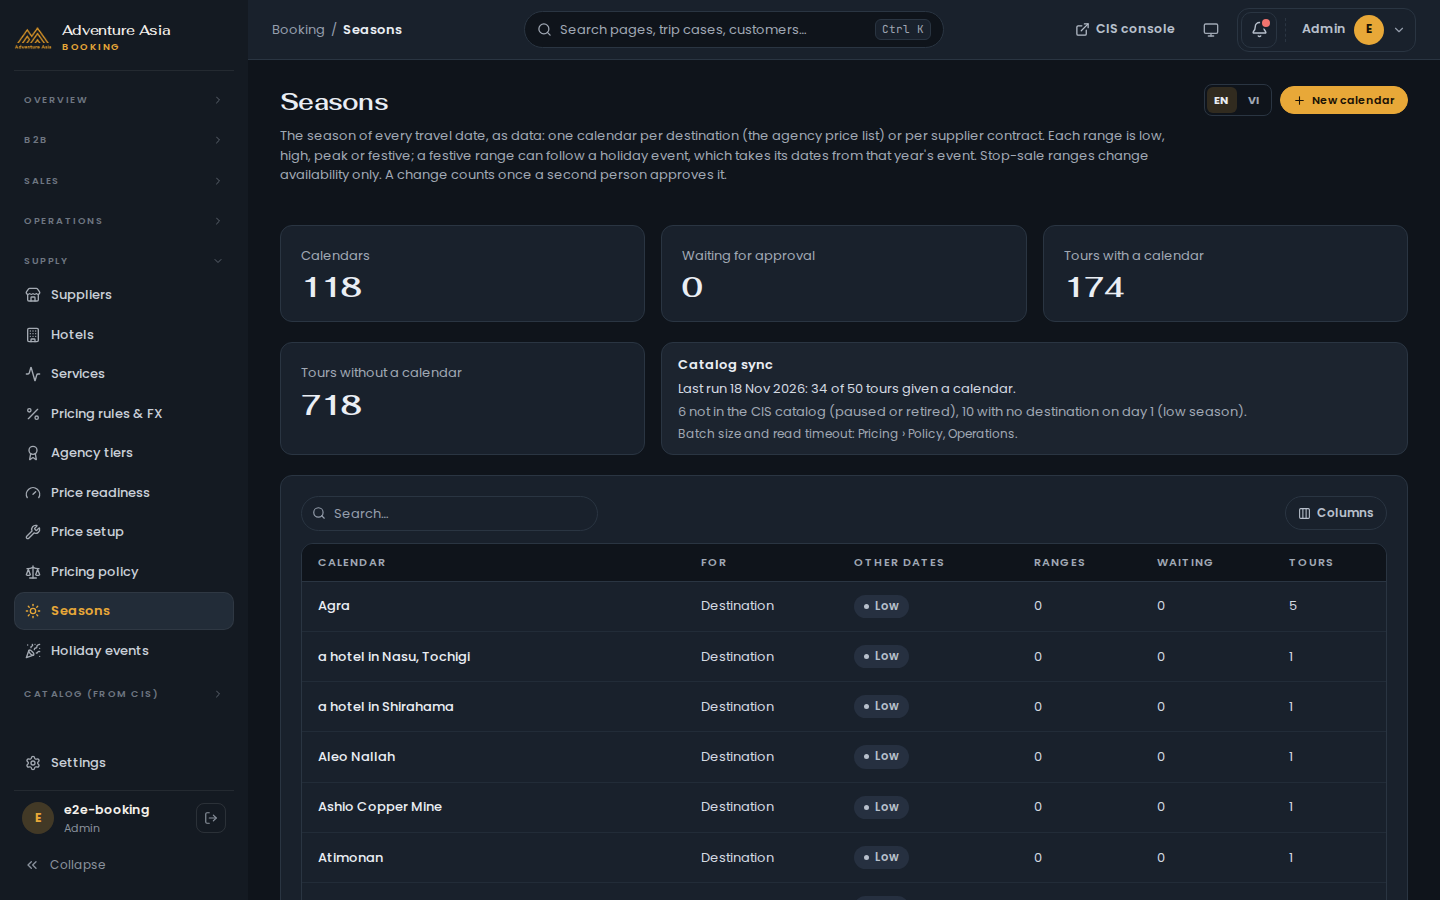 Adventure Asia
BOOKING
Adventure Asia
OVERVIEW
B2B
SALES
OPERATIONS
SUPPLY
Suppliers
Hotels
Services
Pricing rules & FX
Agency tiers
Price readiness
Price setup
Pricing policy
Seasons
Holiday events
CATALOG (FROM CIS)
Settings
E
e2e-booking
Admin
Collapse
Booking / Seasons
Search pages, trip cases, customers...
Ctrl K
CIS console
Admin
E
Seasons
EN
VI
New calendar
The season of every travel date, as data: one calendar per destination (the agency price list) or per supplier contract. Each range is low,
high, peak or festive; a festive range can follow a holiday event, which takes its dates from that year's event. Stop-sale ranges change
availability only. A change counts once a second person approves it.
Calendars
118
Waiting for approval
0
Tours with a calendar
174
Tours without a calendar
718
Catalog sync
Last run 18 Nov 2026: 34 of 50 tours given a calendar.
6 not in the CIS catalog (paused or retired), 10 with no destination on day 1 (low season).
Batch size and read timeout: Pricing › Policy, Operations.
Search...
Columns
CALENDAR FOR OTHER DATES RANGES WAITING TOURS
Agra Destination Low 0 0 5
a hotel in Nasu, Tochigi Destination Low 0 0 1
a hotel in Shirahama Destination Low 0 0 1
Aleo Nallah Destination Low 0 0 1
Ashio Copper Mine Destination Low 0 0 1
Atimonan Destination Low 0 0 1